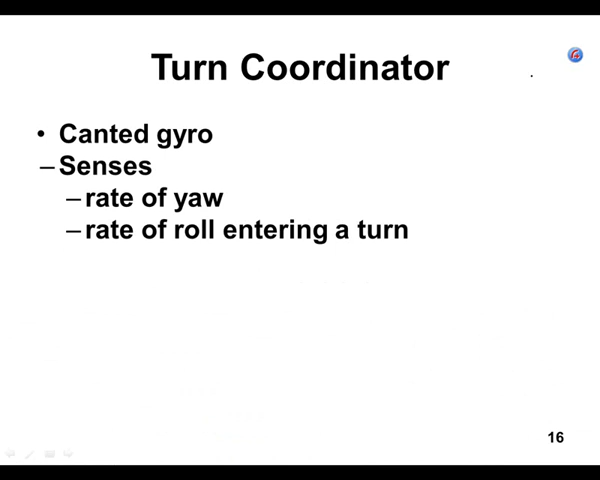 Turn Coordinator
• Canted gyro
– Senses
– rate of yaw
– rate of roll entering a turn
16